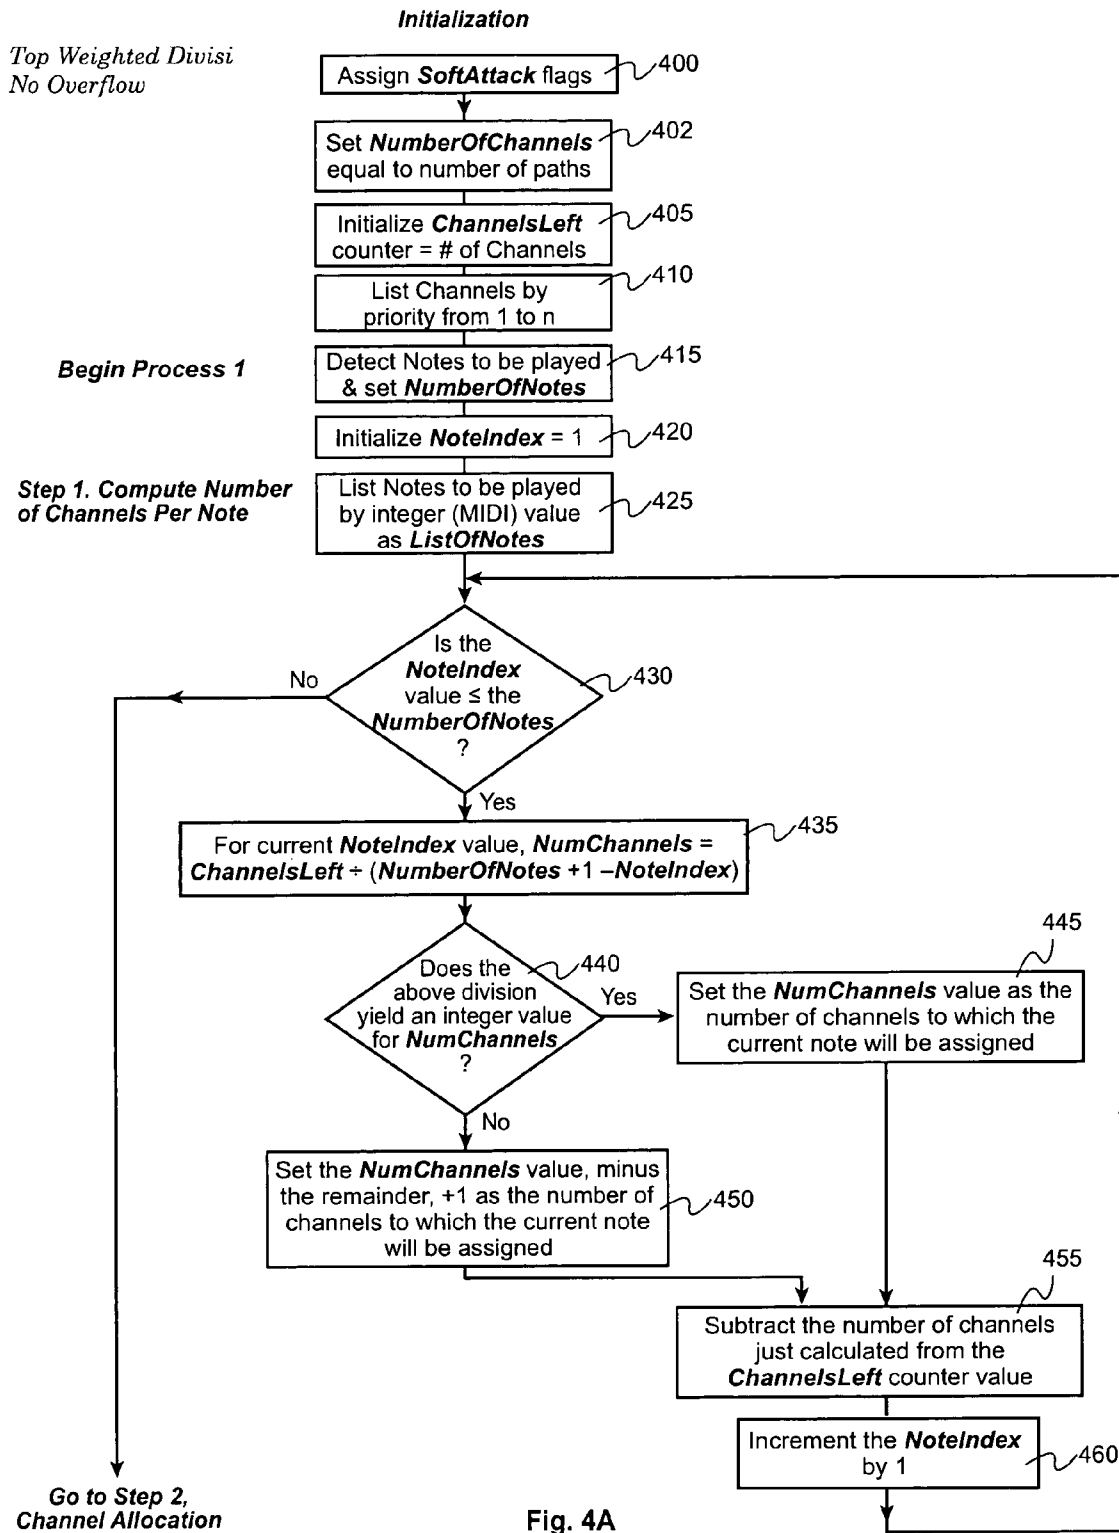 Initialization
Top Weighted Divisi
No Overflow
Assign SoftAttack flags
400
Set NumberOfChannels
equal to number of paths
402
Initialize ChannelsLeft
counter = # of Channels
405
List Channels by
priority from 1 to n
410
Begin Process 1
Detect Notes to be played
& set NumberOfNotes
415
Initialize NoteIndex = 1
420
Step 1. Compute Number
of Channels Per Note
List Notes to be played
by integer (MIDI) value
as ListOfNotes
425
Is the
NoteIndex
value ≤ the
NumberOfNotes
?
430
No
Yes
For current NoteIndex value, NumChannels =
ChannelsLeft ÷ (NumberOfNotes +1 –NoteIndex)
435
Does the
above division
yield an integer value
for NumChannels
?
440
Yes
No
Set the NumChannels value as the
number of channels to which the
current note will be assigned
445
Set the NumChannels value, minus
the remainder, +1 as the number of
channels to which the current note
will be assigned
450
Subtract the number of channels
just calculated from the
ChannelsLeft counter value
455
Increment the NoteIndex
by 1
460
Go to Step 2,
Channel Allocation
Fig. 4A